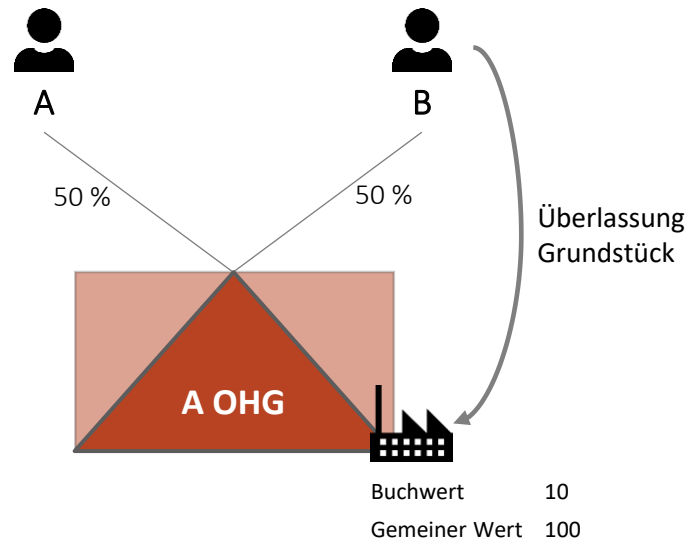 A
B
50 %
50 %
Überlassung
Grundstück
A OHG
Buchwert 10
Gemeiner Wert 100